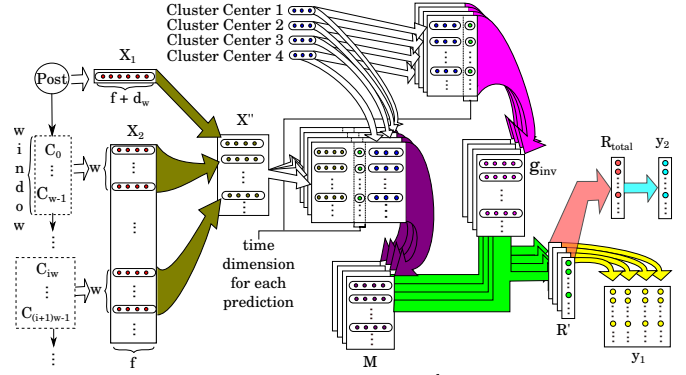 Cluster Center 1
Cluster Center 2
Cluster Center 3
Cluster Center 4
Post
X1
f + dw
window
C0
Cw-1
w
X2
X"
Ciw
C(i+1)w-1
w
f
time
dimension
for each
prediction
M
ginv
Rtotal
y2
R'
y1